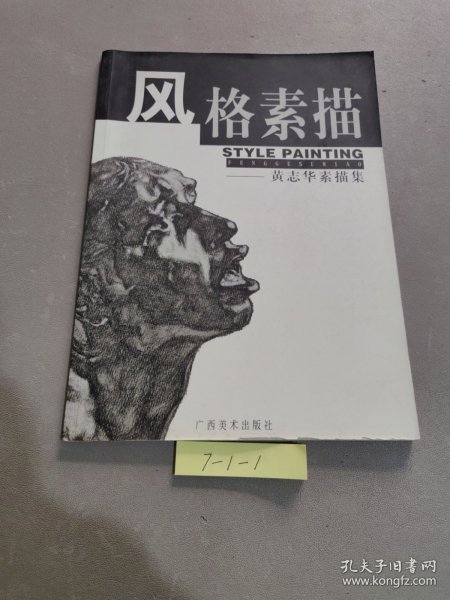 风格素描
STYLE PAINTING
FENGGESUMIAO
——黄志华素描集
广西美术出版社
7-1-1
孔夫子旧书网
www.kongfz.com